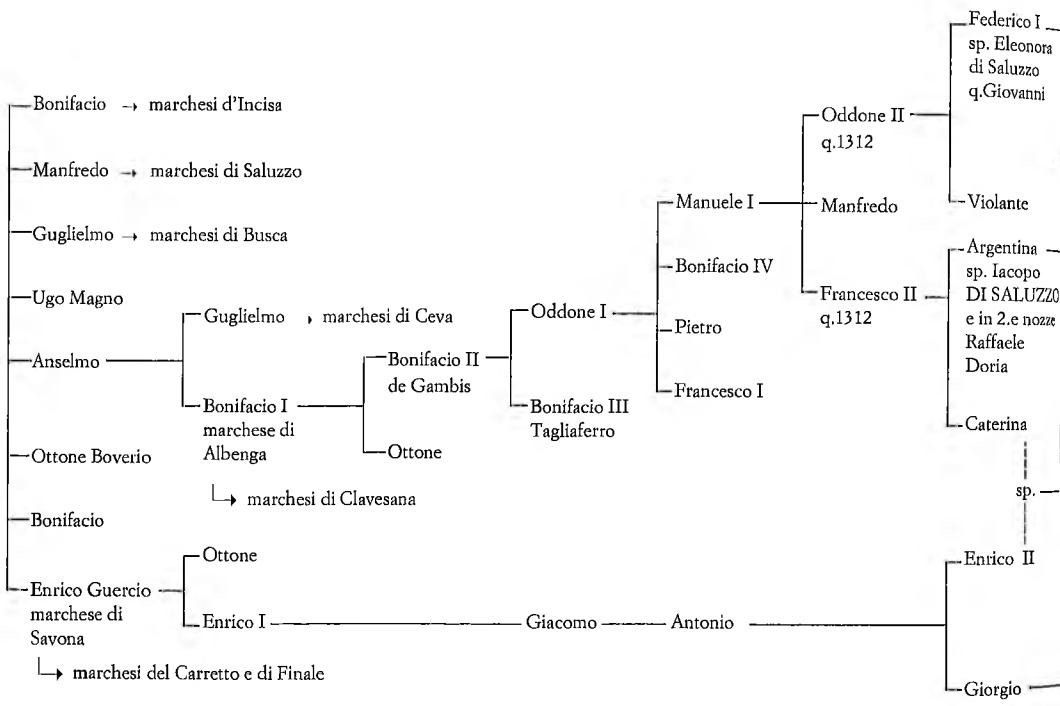 Bonifacio → marchesi d'Incisa
Manfredo → marchesi di Saluzzo
Guglielmo → marchesi di Busca
Ugo Magno
Anselmo
Ottone Boverio
Bonifacio
Enrico Guercio
marchese di
Savona
→ marchesi del Carretto e di Finale
Guglielmo → marchesi di Ceva
Bonifacio I
marchese di
Albenga
→ marchesi di Clavesana
Ottone
Enrico I
Bonifacio II
de Gambis
Ottone
Oddone I
Bonifacio III
Tagliaferro
Giacomo
Manuele I
Bonifacio IV
Pietro
Francesco I
Antonio
Oddone II
q.1312
Manfredo
Francesco II
q.1312
Federico I
sp. Eleonora
di Saluzzo
q.Giovanni
Violante
Argentina
sp. Iacopo
DI SALUZZO
e in 2.e nozze
Raffaele
Doria
Caterina
sp.
Enrico II
Giorgio